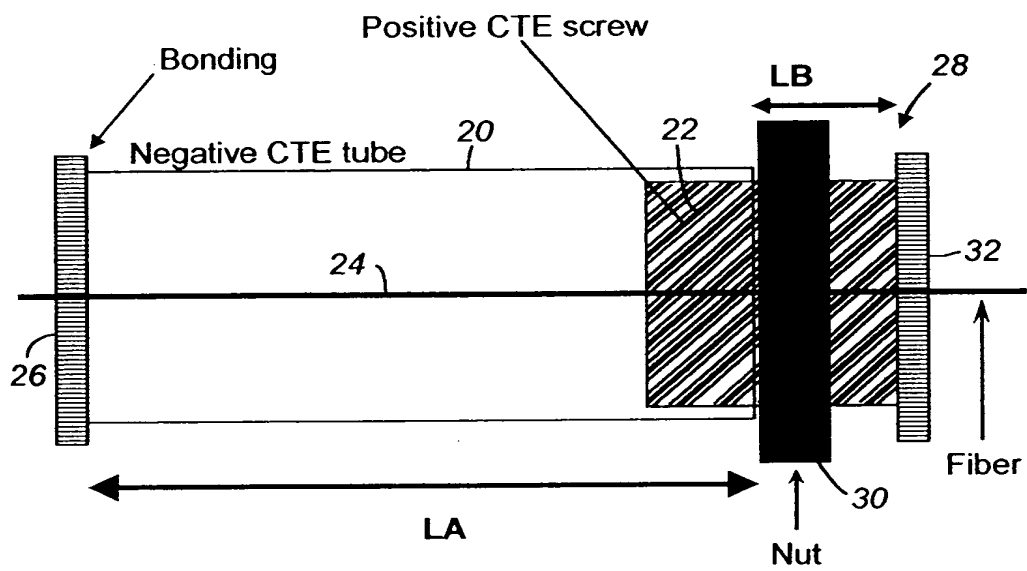 Positive CTE screw
Bonding
LB
28
Negative CTE tube
20
22
24
32
26
Fiber
30
LA
Nut